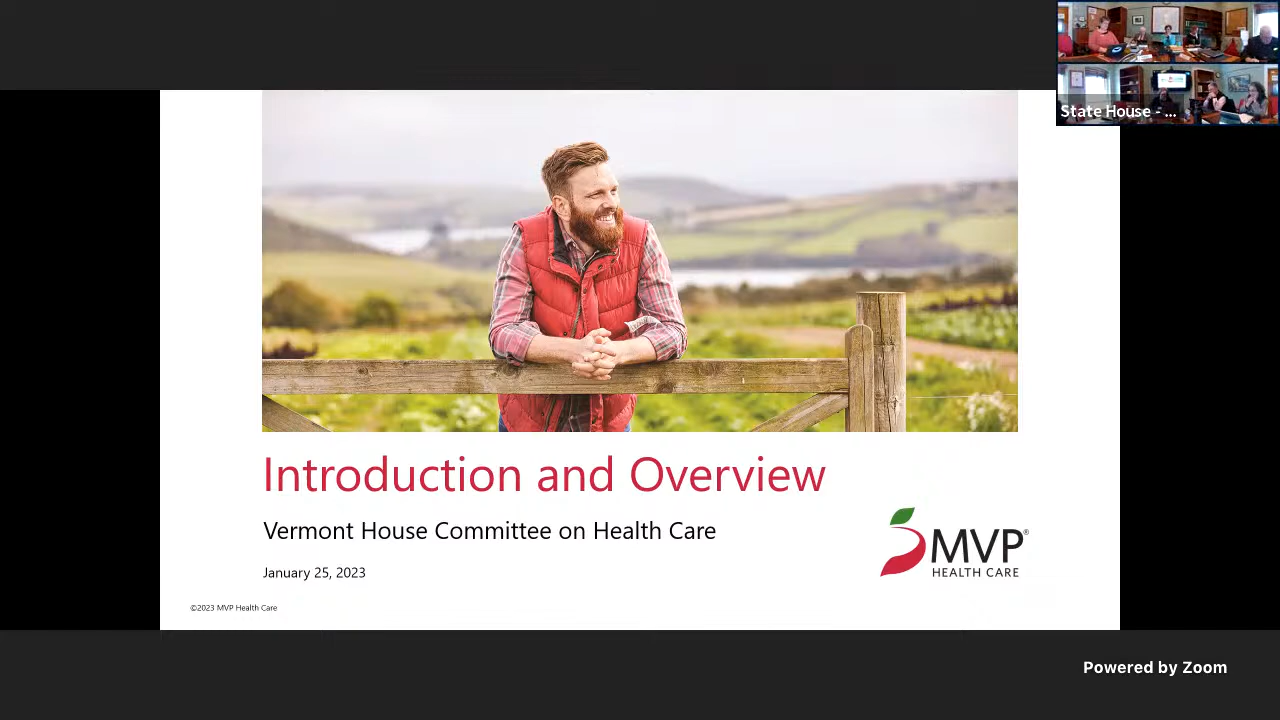 State House - ...
Introduction and Overview
Vermont House Committee on Health Care
January 25, 2023
MVP®
HEALTH CARE
©2023 MVP Health Care
Powered by Zoom